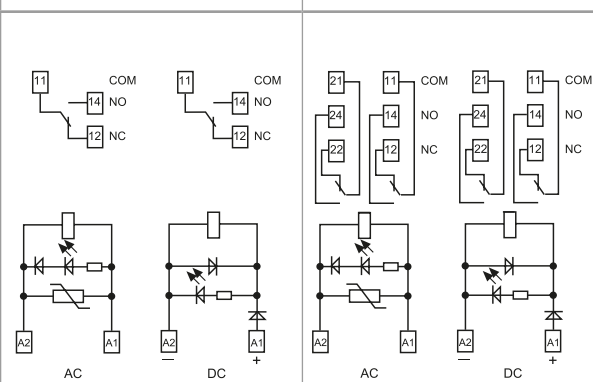 11 COM 11 COM 21 11 COM 21 11 COM
14 NO 14 NO 24 14 NO 24 14 NO
12 NC 12 NC 22 12 NC 22 12 NC
A2 A1 A2 A1 A2 A1 A2 A1
— + — +
AC DC AC DC